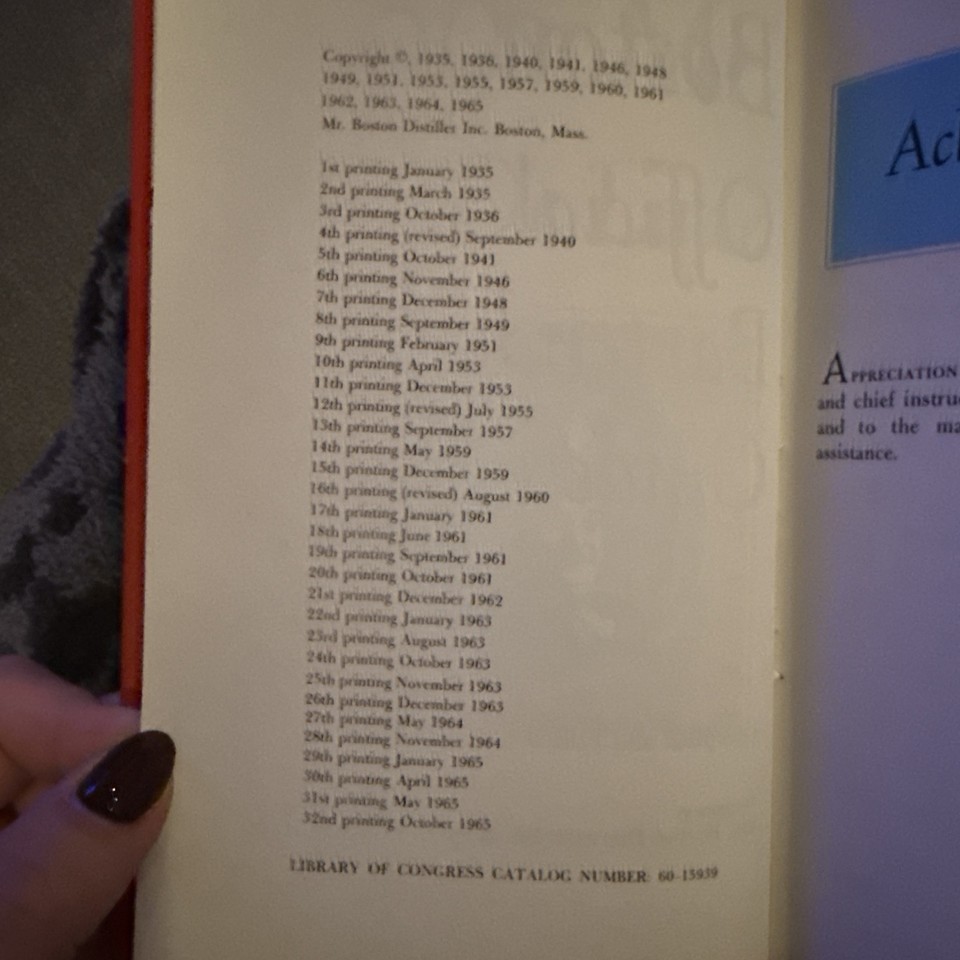 Copyright ©, 1935, 1936, 1940, 1941, 1946, 1948
1949, 1951, 1953, 1955, 1957, 1959, 1960, 1961
1962, 1963, 1964, 1965
Mr. Boston Distiller Inc. Boston, Mass.
1st printing January 1935
2nd printing March 1935
3rd printing October 1936
4th printing (revised) September 1940
5th printing October 1941
6th printing November 1946
7th printing December 1948
8th printing September 1949
9th printing February 1951
10th printing April 1953
11th printing December 1953
12th printing (revised) July 1955
13th printing September 1957
14th printing May 1959
15th printing December 1959
16th printing (revised) August 1960
17th printing January 1961
18th printing June 1961
19th printing September 1961
20th printing October 1961
21st printing December 1962
22nd printing January 1963
23rd printing August 1963
24th printing October 1963
25th printing November 1963
26th printing December 1963
27th printing May 1964
28th printing November 1964
29th printing January 1965
30th printing April 1965
31st printing May 1965
32nd printing October 1965
LIBRARY OF CONGRESS CATALOG NUMBER: 60-15939
APPRECIATION
and chief
and to the
assistance.